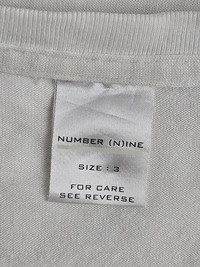 NUMBER (N)INE
SIZE : 3
FOR CARE
SEE REVERSE